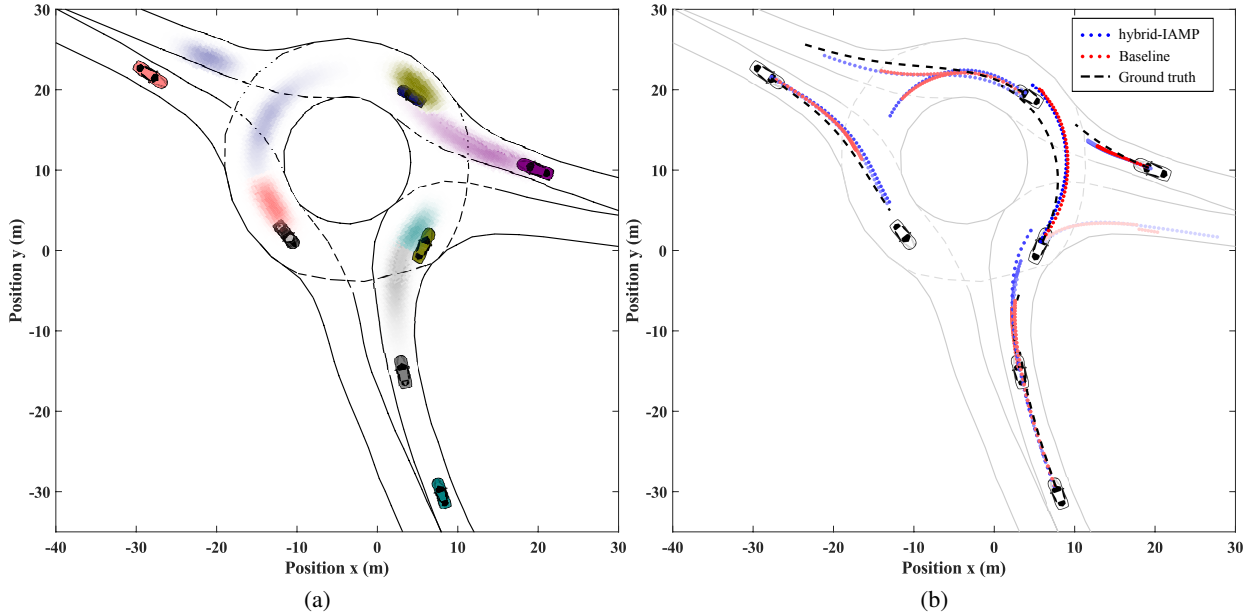 30
20
10
0
-10
-20
-30
-40 -30 -20 -10 0 10 20 30
Position y (m)
Position x (m)
(a)
hybrid-IAMP
Baseline
Ground truth
30
20
10
0
-10
-20
-30
-40 -30 -20 -10 0 10 20 30
Position y (m)
Position x (m)
(b)